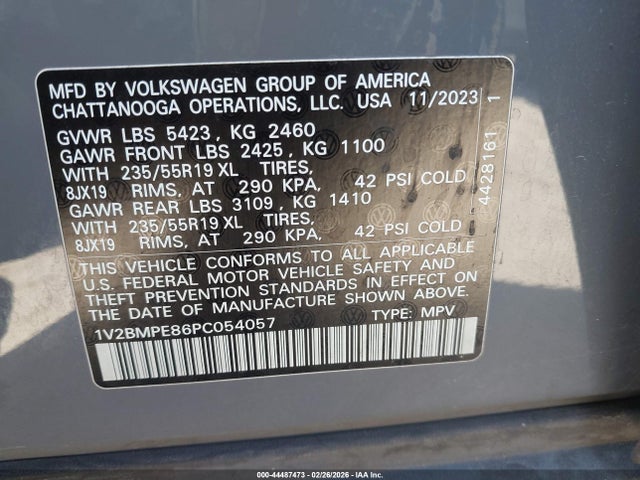 MFD BY VOLKSWAGEN GROUP OF AMERICA
CHATTANOOGA OPERATIONS, LLC. USA 11/2023
GVWR LBS 5423, KG 2460
GAWR FRONT LBS 2425, KG 1100
WITH 235/55R19 XL TIRES,
8JX19 RIMS, AT 290 KPA, 42 PSI COLD
GAWR REAR LBS 3109, KG 1410
WITH 235/55R19 XL TIRES,
8JX19 RIMS, AT 290 KPA, 42 PSI COLD
THIS VEHICLE CONFORMS TO ALL APPLICABLE
U.S. FEDERAL MOTOR VEHICLE SAFETY AND
THEFT PREVENTION STANDARDS IN EFFECT ON
THE DATE OF MANUFACTURE SHOWN ABOVE.
1V2BMPE86PC054057 TYPE: MPV
4428161 1
000-44487473 - 02/26/2026 - IAA Inc.